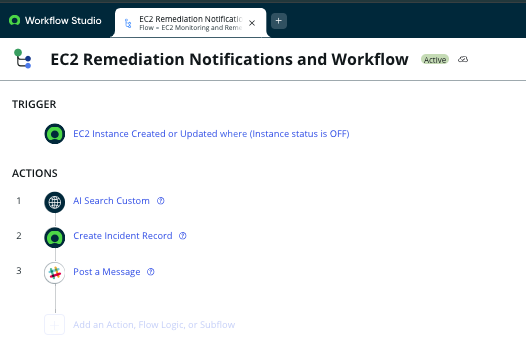 Workflow Studio
EC2 Remediation Notificatic
Flow • EC2 Monitoring and Reme
EC2 Remediation Notifications and Workflow
Active
TRIGGER
EC2 Instance Created or Updated where (Instance status is OFF)
ACTIONS
1 AI Search Custom
2 Create Incident Record
3 Post a Message
Add an Action, Flow Logic, or Subflow